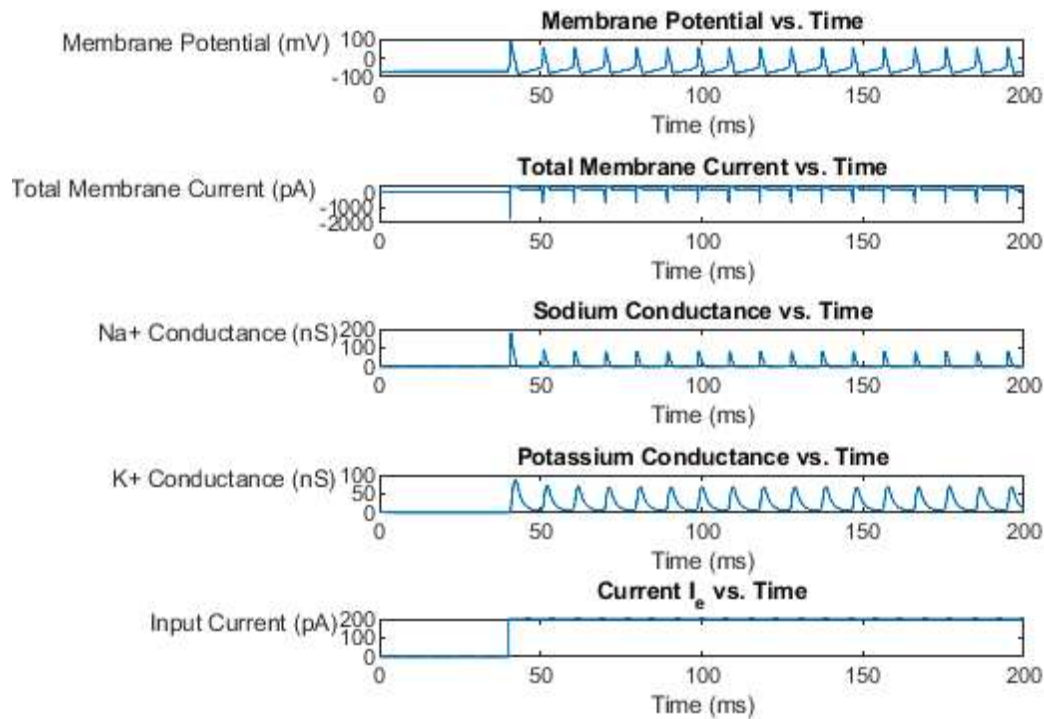 Membrane Potential vs. Time
Membrane Potential (mV)
100
0
-100
0 50 100 150 200
Time (ms)
Total Membrane Current vs. Time
Total Membrane Current (pA)
0
-1000
-2000
0 50 100 150 200
Time (ms)
Sodium Conductance vs. Time
Na+ Conductance (nS)
200
100
0
0 50 100 150 200
Time (ms)
Potassium Conductance vs. Time
K+ Conductance (nS)
100
50
0
0 50 100 150 200
Time (ms)
Current I_e vs. Time
Input Current (pA)
200
100
0
0 50 100 150 200
Time (ms)